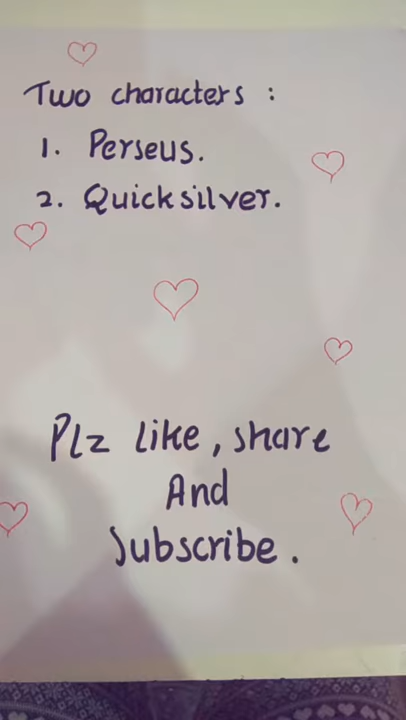 Two characters :
1. Perseus.
2. Quicksilver.
Plz like, share
And
Subscribe.